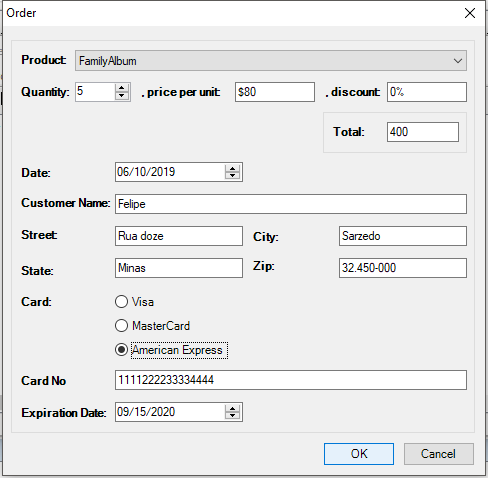 Order
Product: FamilyAlbum
Quantity: 5 , price per unit: $80 , discount: 0%
Total: 400
Date: 06/10/2019
Customer Name: Felipe
Street: Rua doze City: Sarzedo
State: Minas Zip: 32.450-000
Card: Visa
MasterCard
American Express
Card No 1111222233334444
Expiration Date: 09/15/2020
OK Cancel